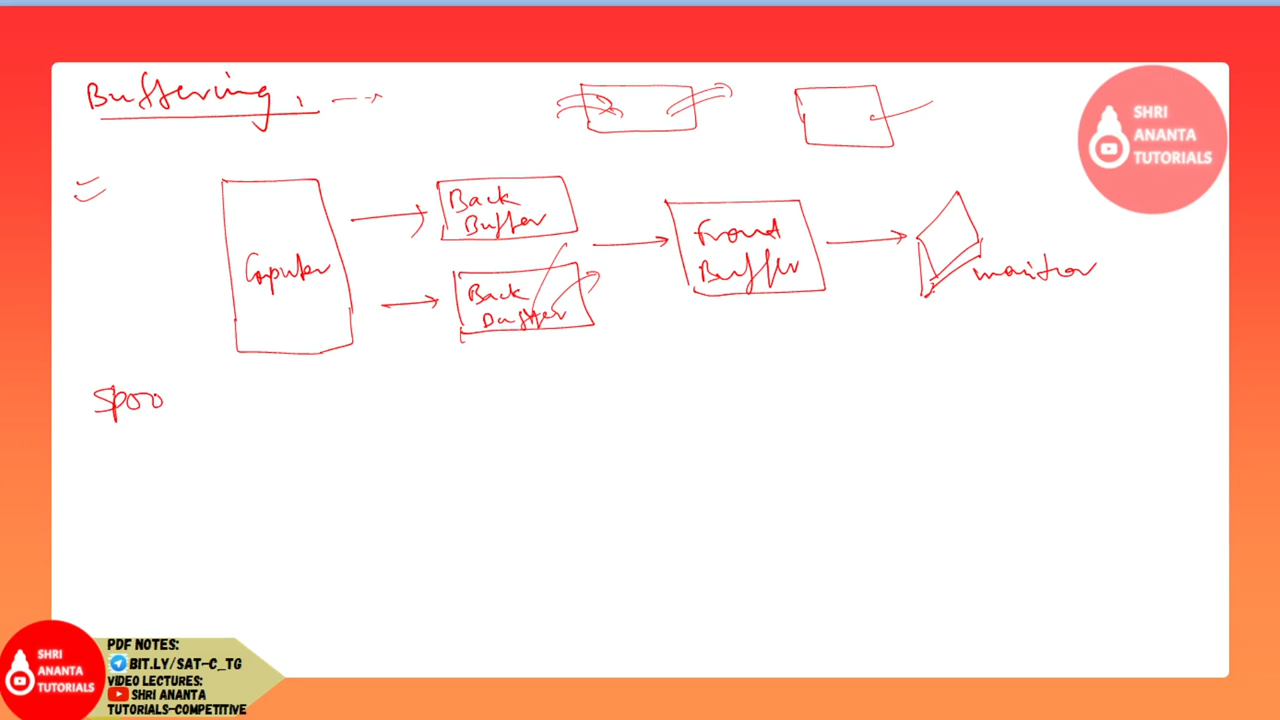 Buffering.
SHRI
ANANTA
TUTORIALS
Back
Buffer
Computer
Back
Buffer
Front
Buffer
monitor
Spoo
SHRI
ANANTA
TUTORIALS
PDF NOTES:
BIT.LY/SAT-C_TG
VIDEO LECTURES:
SHRI ANANTA
TUTORIALS-COMPETITIVE